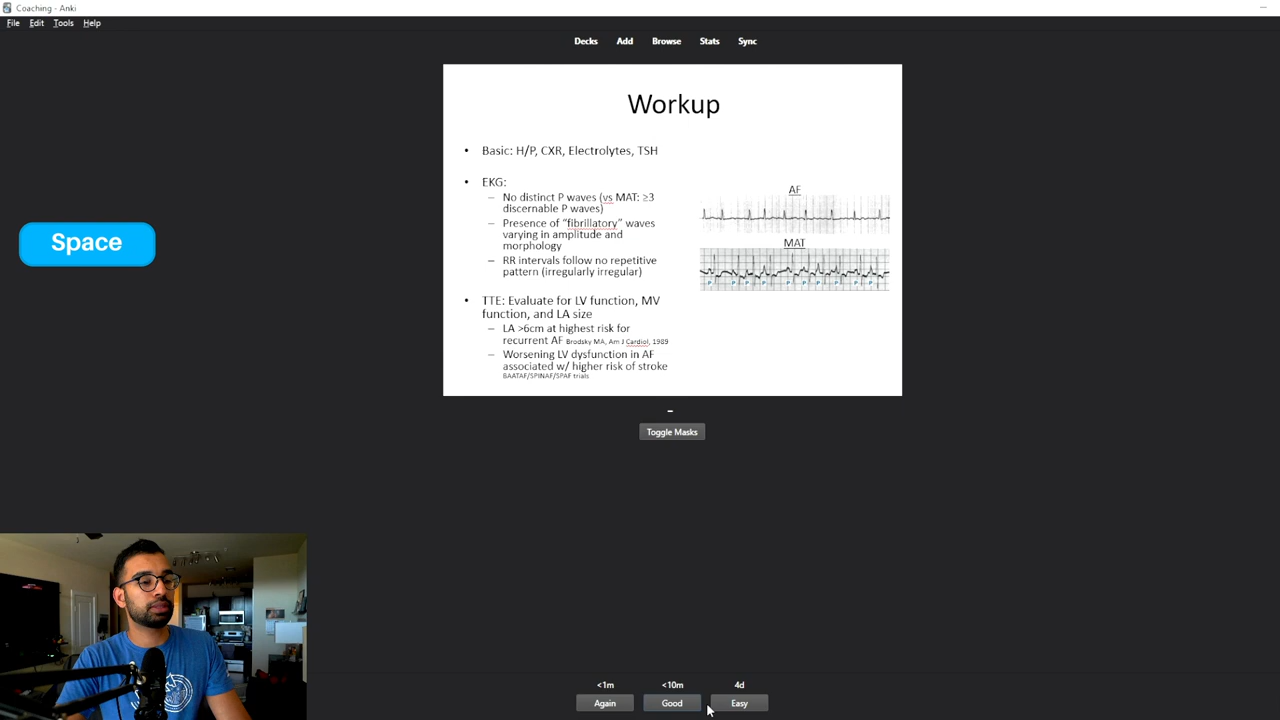 Coaching - Anki
File Edit Tools Help
Decks Add Browse Stats Sync
Workup
• Basic: H/P, CXR, Electrolytes, TSH
• EKG:
– No distinct P waves (vs MAT: ≥3
discernable P waves)
– Presence of “fibrillatory” waves
varying in amplitude and
morphology
– RR intervals follow no repetitive
pattern (irregularly irregular)
AF
MAT
P P P P P P P P P P
• TTE: Evaluate for LV function, MV
function, and LA size
– LA >6cm at highest risk for
recurrent AF Brodsky MA, Am J Cardiol, 1989
– Worsening LV dysfunction in AF
associated w/ higher risk of stroke
BAATAF/SPINAF/SPAF trials
Space
Toggle Masks
<1m <10m 4d
Again Good Easy